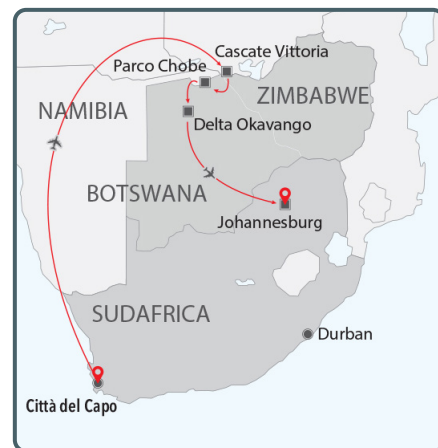 Cascate Vittoria
Parco Chobe
ZIMBABWE
NAMIBIA
Delta Okavango
BOTSWANA
Johannesburg
SUDAFRICA
Durban
Città del Capo